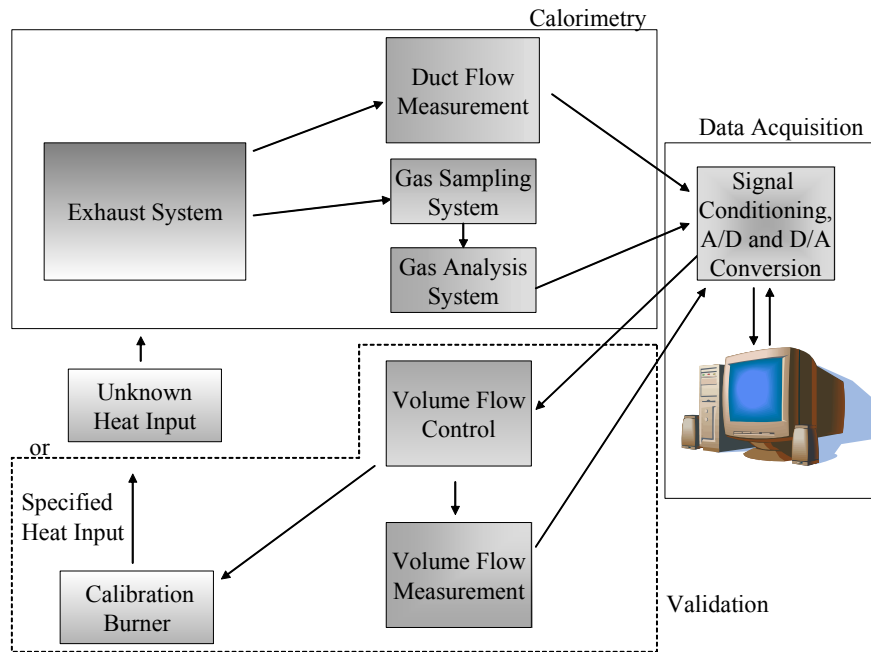 Calorimetry
Duct Flow
Measurement
Data Acquisition
Exhaust System
Gas Sampling
System
Signal
Conditioning,
A/D and D/A
Conversion
Gas Analysis
System
Unknown
Heat Input
Volume Flow
Control
or
Specified
Heat Input
Volume Flow
Measurement
Calibration
Burner
Validation